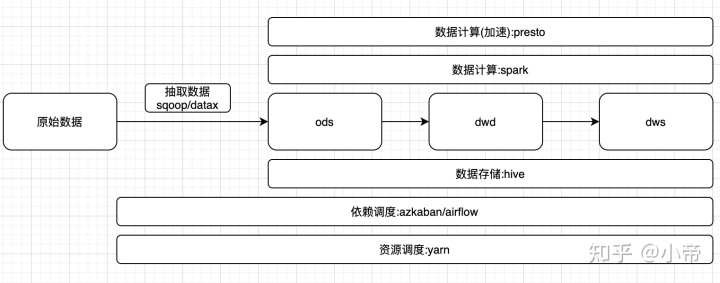 数据计算(加速):presto
数据计算:spark
抽取数据
sqoop/datax
原始数据
ods
dwd
dws
数据存储:hive
依赖调度:azkaban/airflow
资源调度:yarn
知乎 @小帝